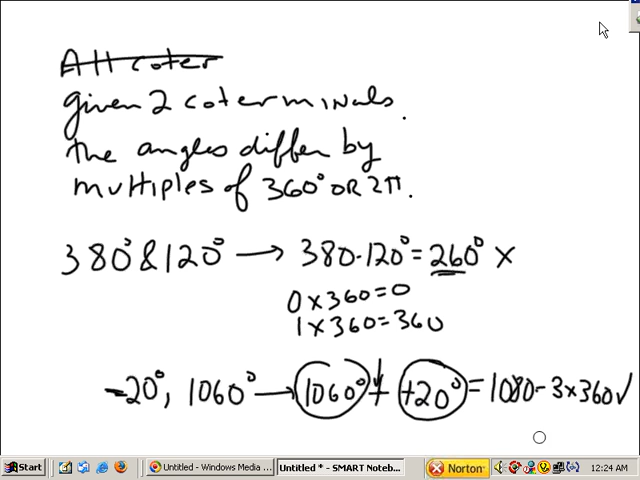 All coter
given 2 coterminals.
the angles differ by
multiples of 360° OR 2π.
380° & 120° → 380-120° = 260° x
0 x 360 = 0
1 x 360 = 360
-20°, 1060° → 1060° + +20° = 1080 - 3 x 360 ✓
Start Untitled - Windows Media ... Untitled * - SMART Noteb... Norton 12:24 AM